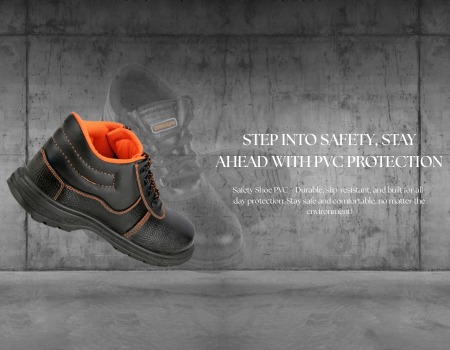 STEP INTO SAFETY, STAY
AHEAD WITH PVC PROTECTION
Safety Shoe PVC – Durable, slip-resistant, and built for all-
day protection. Stay safe and comfortable, no matter the
environment!